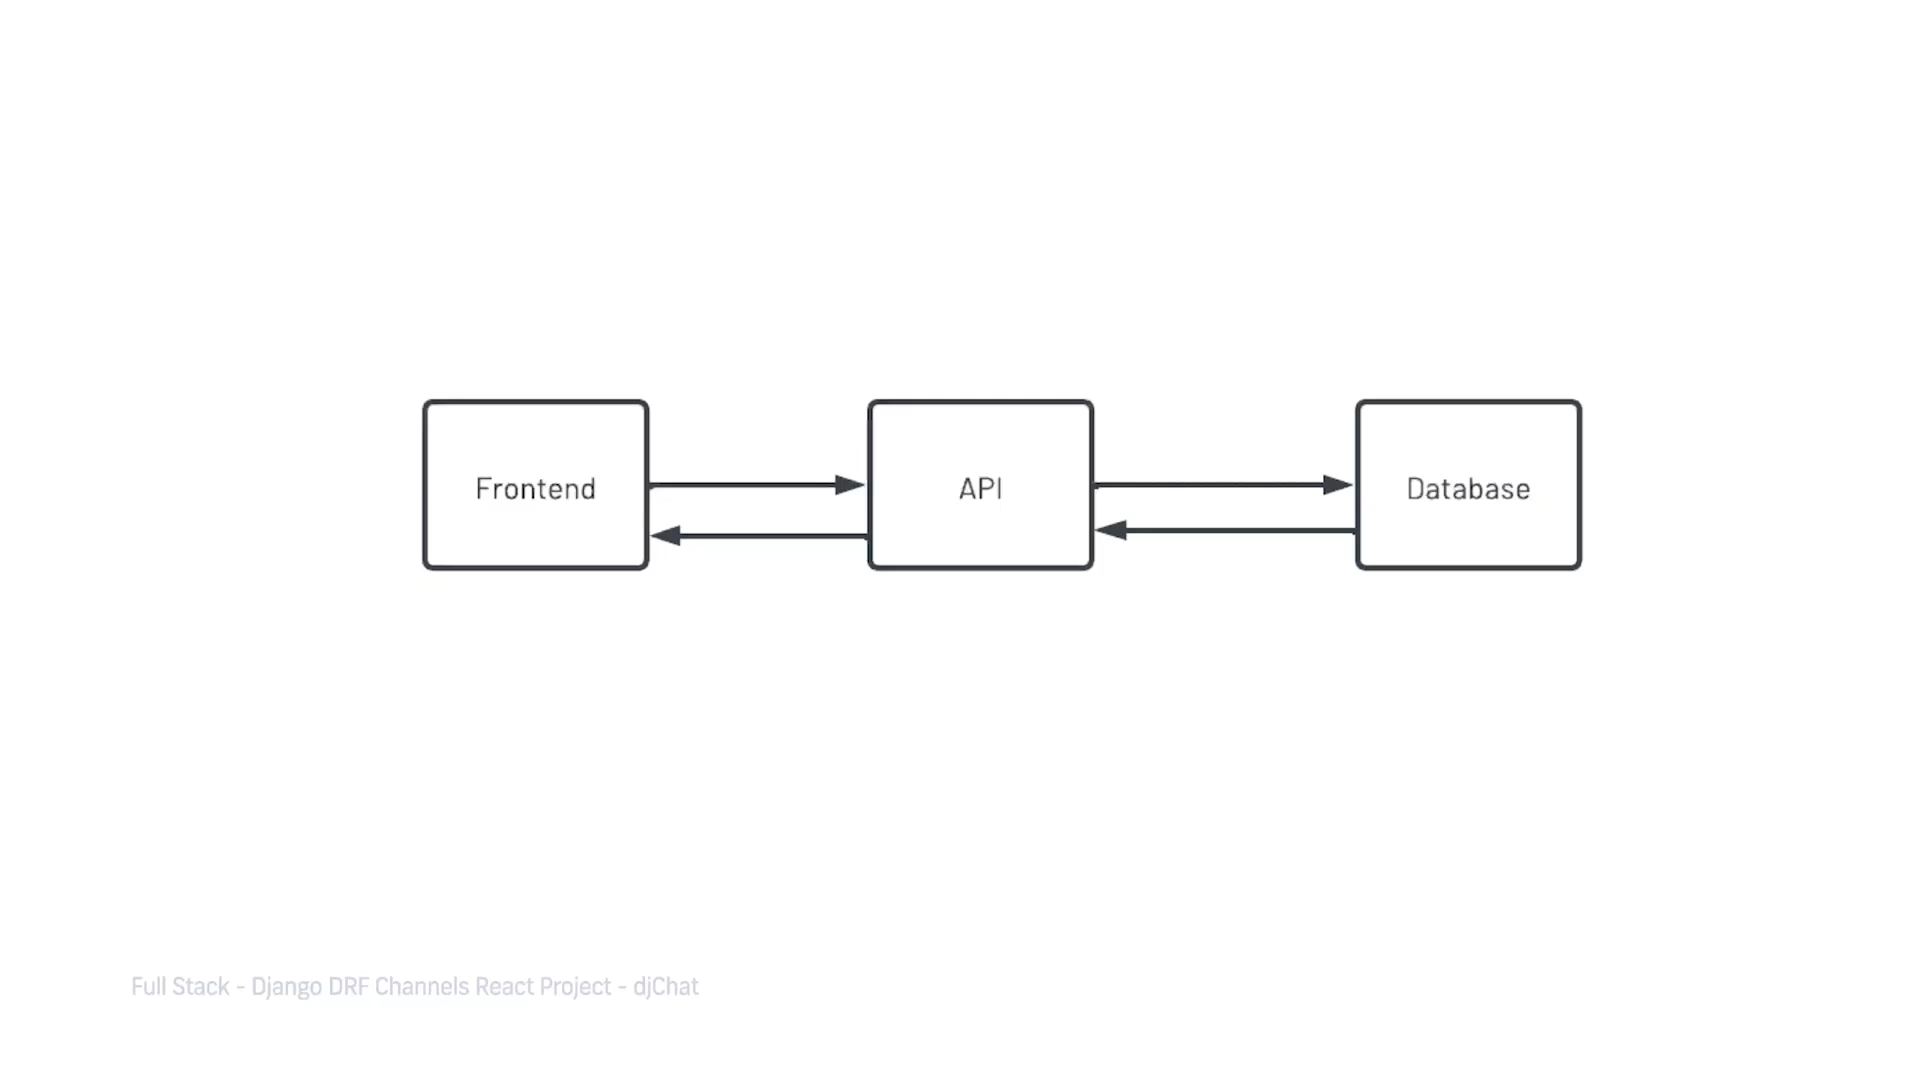 Frontend
API
Database
Full Stack - Django DRF Channels React Project - djChat